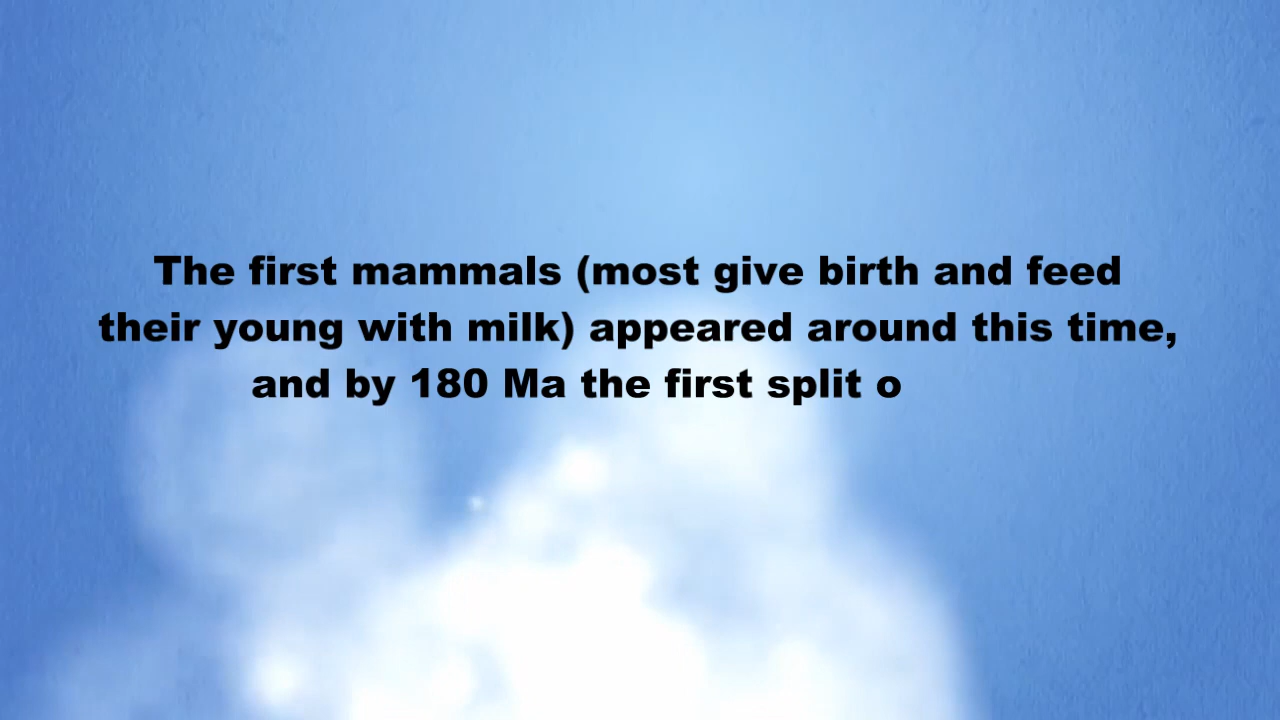 The first mammals (most give birth and feed
their young with milk) appeared around this time,
and by 180 Ma the first split o